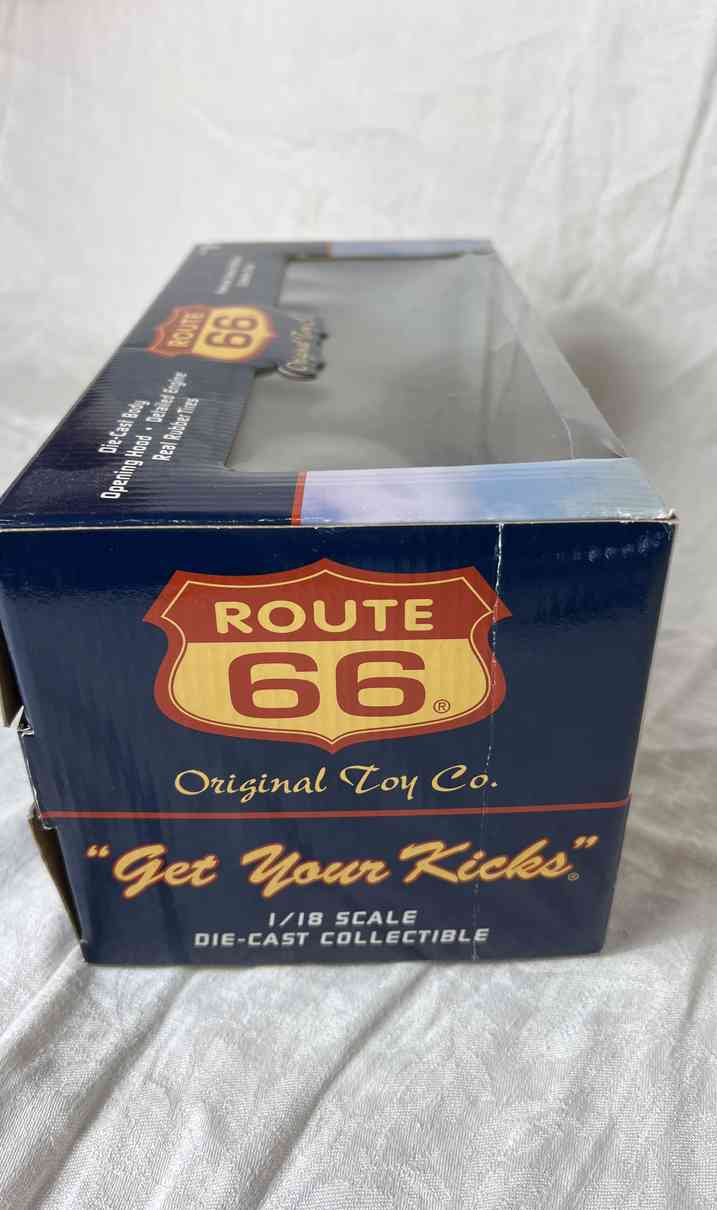 ROUTE
66
Die-Cast Body
Opening Hood • Detailed Engine
Real Rubber Tires
ROUTE
66®
Original Toy Co.
“Get Your Kicks”®
1/18 SCALE
DIE-CAST COLLECTIBLE